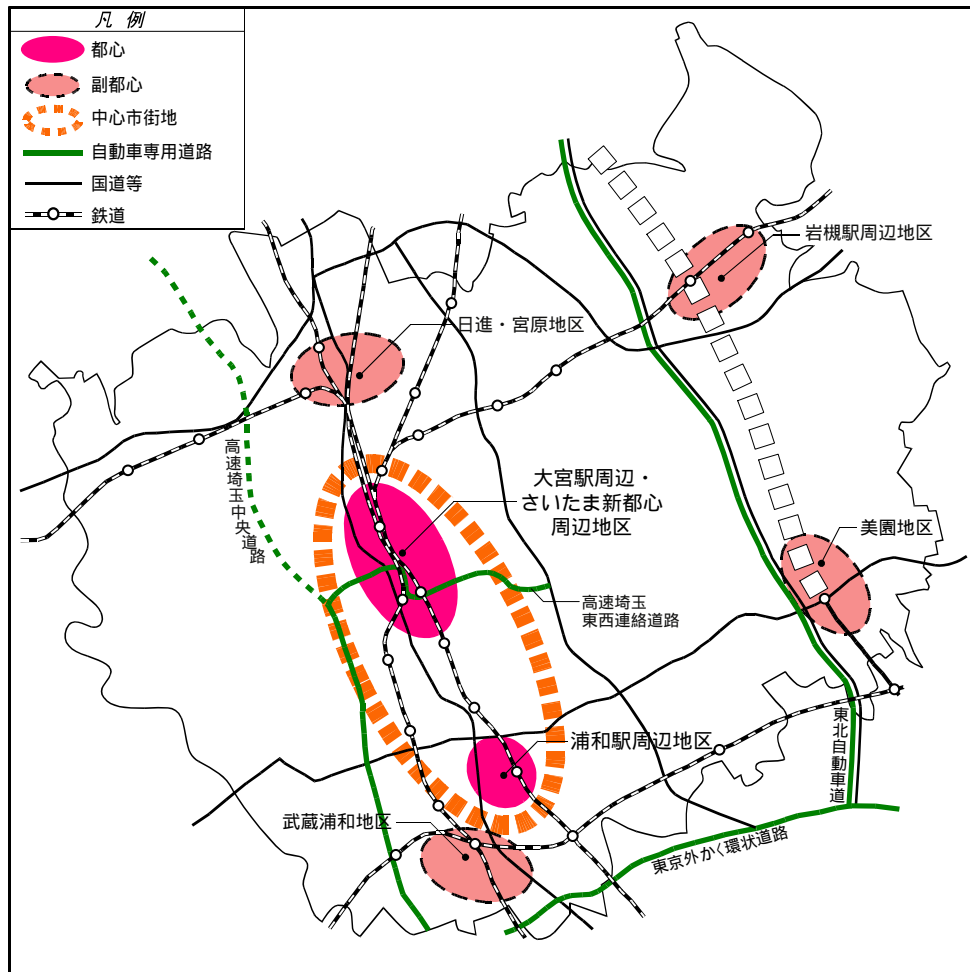 凡 例
都心
副都心
中心市街地
自動車専用道路
国道等
鉄道
岩槻駅周辺地区
日進・宮原地区
高速埼玉中央道路
大宮駅周辺・
さいたま新都心
周辺地区
美園地区
高速埼玉
東西連絡道路
浦和駅周辺地区
東北自動車道
武蔵浦和地区
東京外かく環状道路